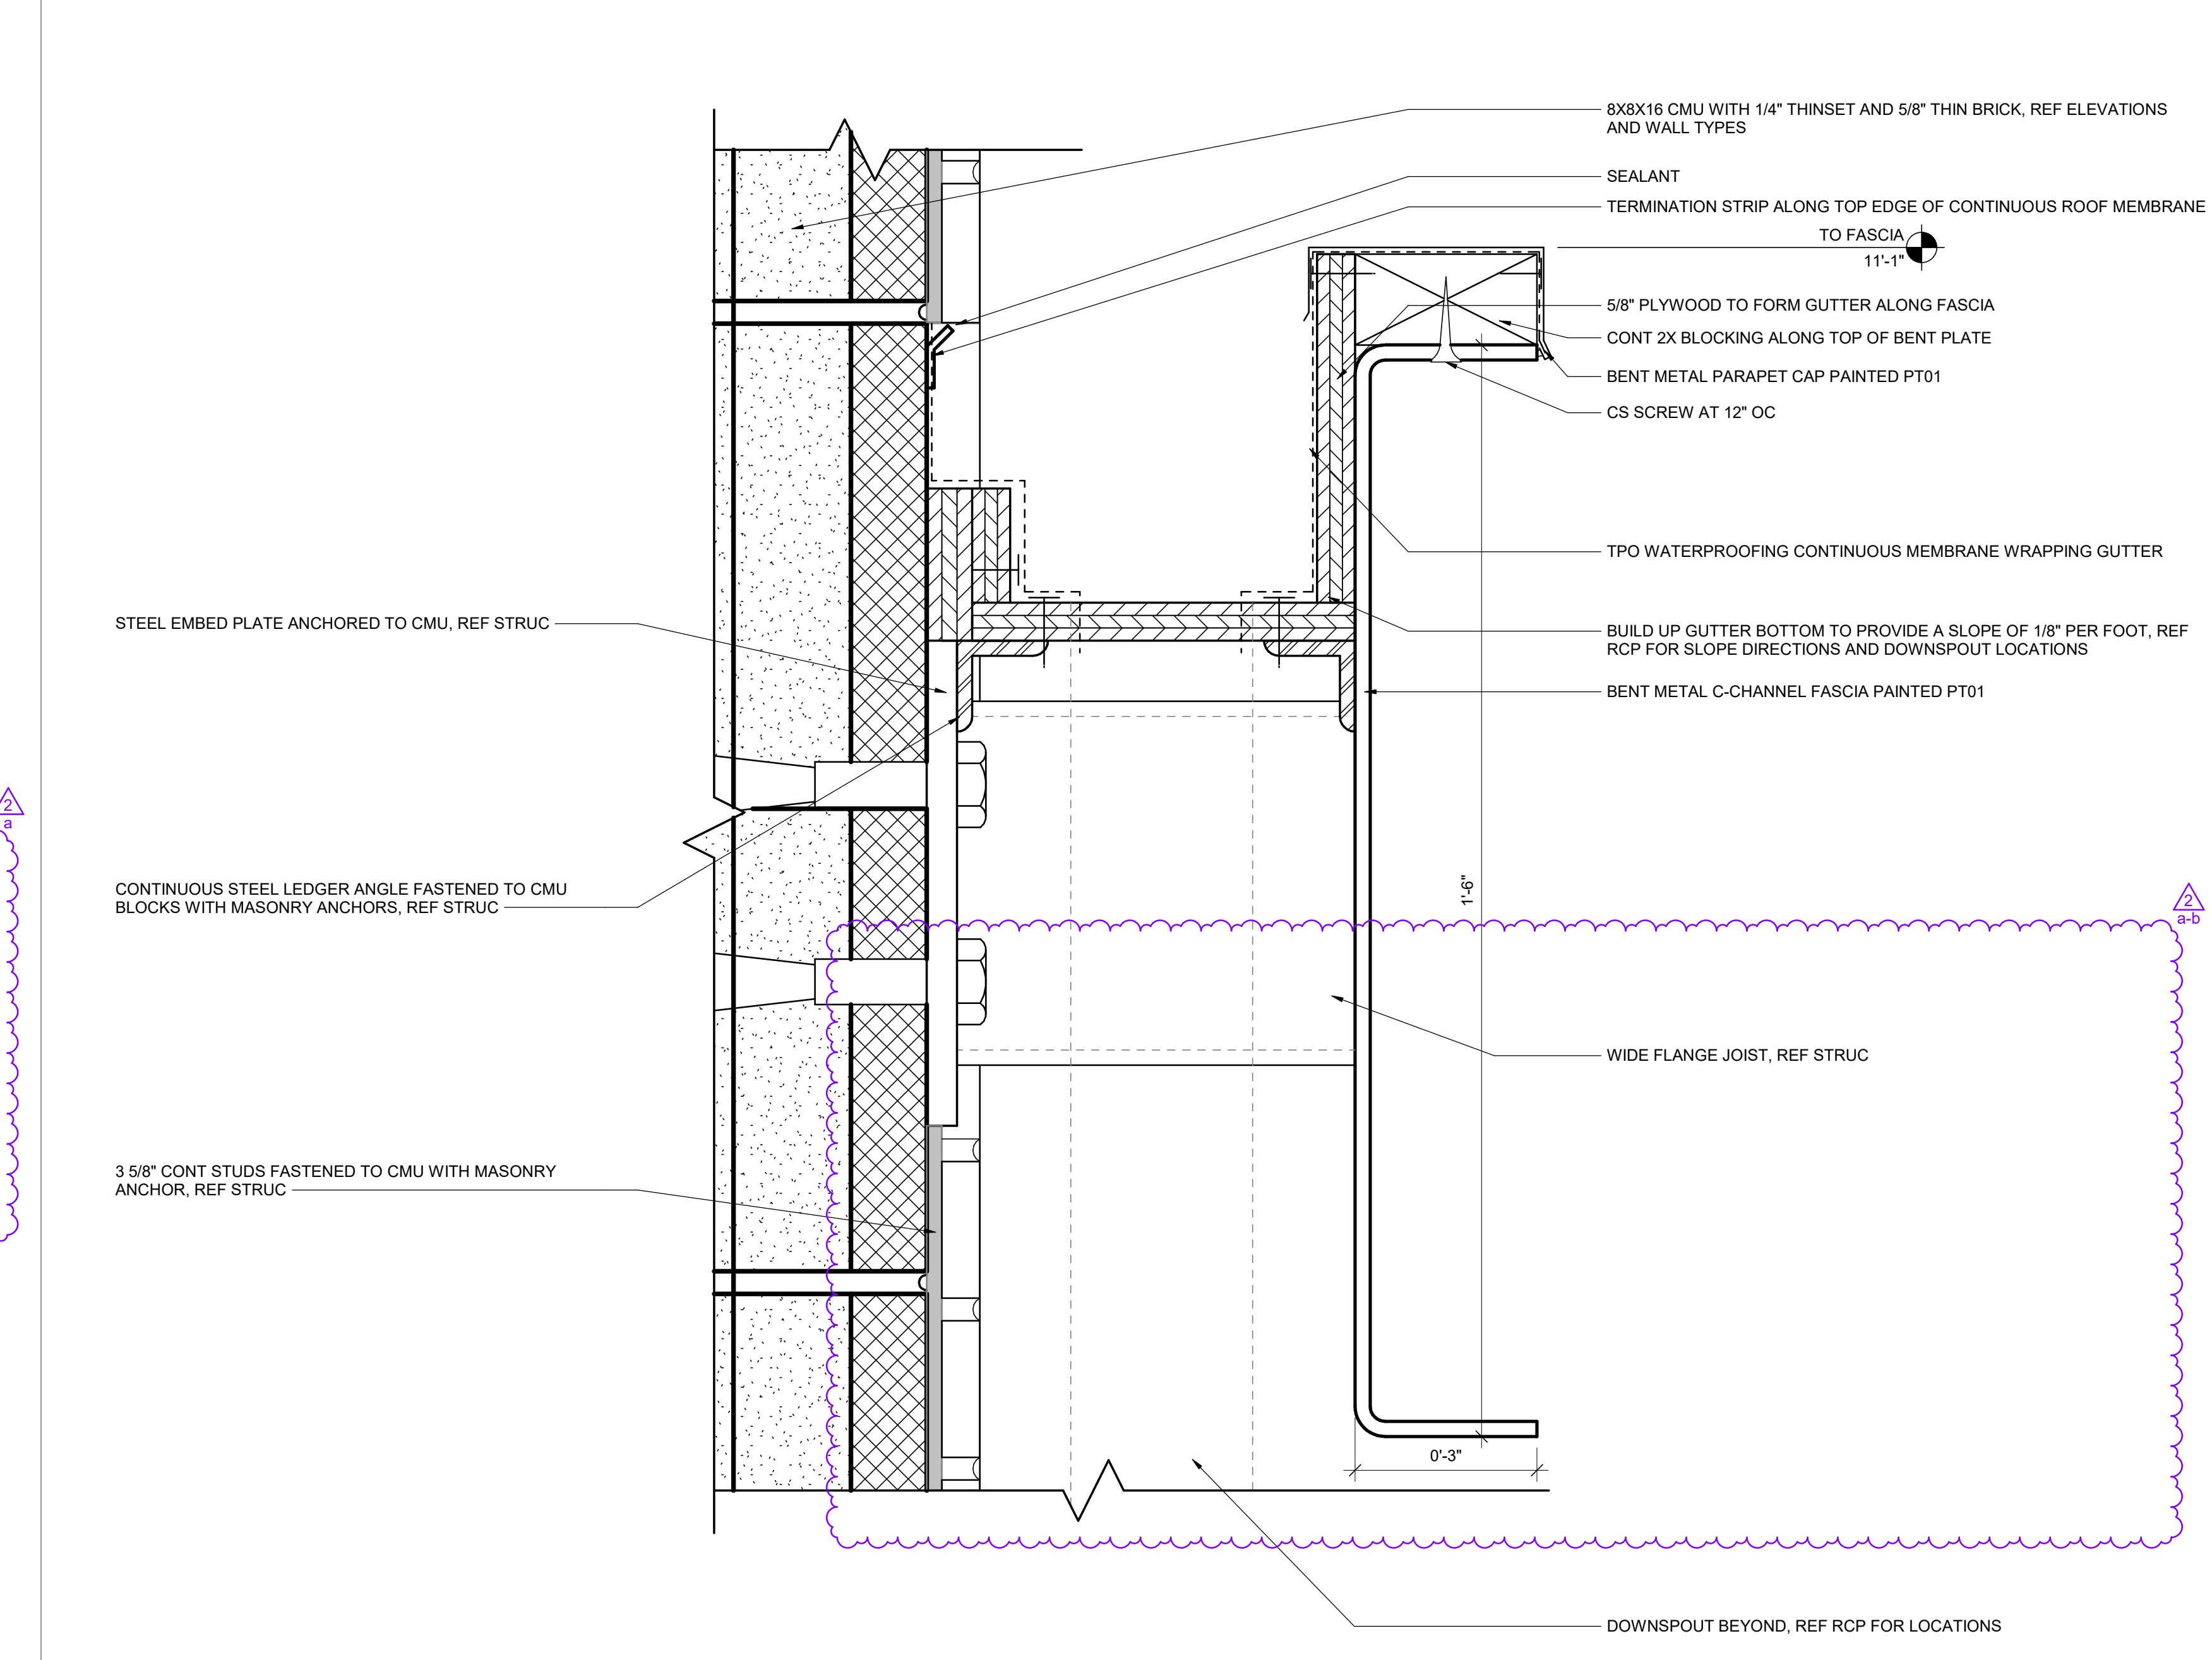 8X8X16 CMU WITH 1/4" THINSET AND 5/8" THIN BRICK, REF ELEVATIONS
AND WALL TYPES
SEALANT
TERMINATION STRIP ALONG TOP EDGE OF CONTINUOUS ROOF MEMBRANE
TO FASCIA
11'-1"
5/8" PLYWOOD TO FORM GUTTER ALONG FASCIA
CONT 2X BLOCKING ALONG TOP OF BENT PLATE
BENT METAL PARAPET CAP PAINTED PT01
CS SCREW AT 12" OC
TPO WATERPROOFING CONTINUOUS MEMBRANE WRAPPING GUTTER
STEEL EMBED PLATE ANCHORED TO CMU, REF STRUC
BUILD UP GUTTER BOTTOM TO PROVIDE A SLOPE OF 1/8" PER FOOT, REF
RCP FOR SLOPE DIRECTIONS AND DOWNSPOUT LOCATIONS
BENT METAL C-CHANNEL FASCIA PAINTED PT01
2
a
CONTINUOUS STEEL LEDGER ANGLE FASTENED TO CMU
BLOCKS WITH MASONRY ANCHORS, REF STRUC
1'-6"
2
a-b
WIDE FLANGE JOIST, REF STRUC
3 5/8" CONT STUDS FASTENED TO CMU WITH MASONRY
ANCHOR, REF STRUC
0'-3"
DOWNSPOUT BEYOND, REF RCP FOR LOCATIONS